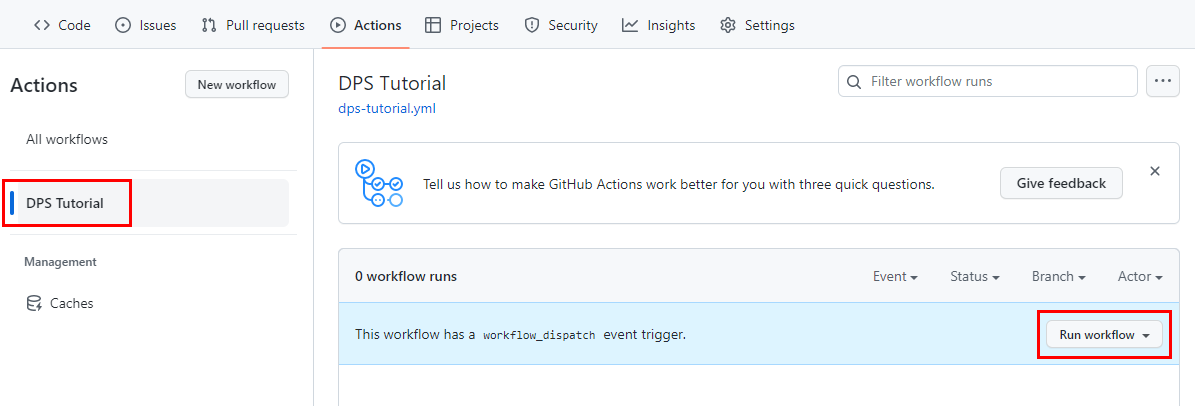 Code Issues Pull requests Actions Projects Security Insights Settings
Actions
New workflow
All workflows
DPS Tutorial
Management
Caches
DPS Tutorial
dps-tutorial.yml
Filter workflow runs
Tell us how to make GitHub Actions work better for you with three quick questions.
Give feedback
0 workflow runs
Event Status Branch Actor
This workflow has a workflow_dispatch event trigger.
Run workflow